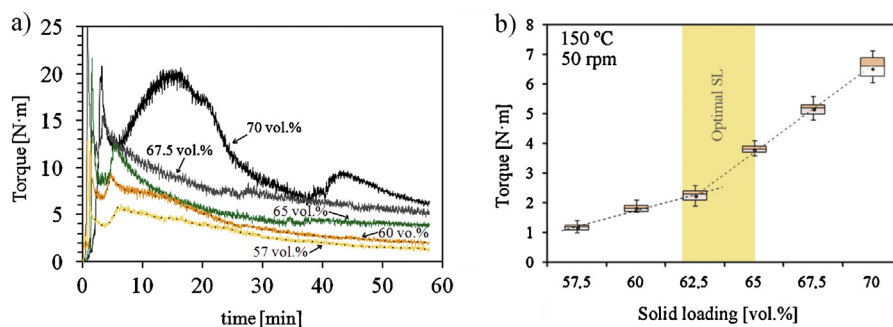 a)
Torque [N·m]
25
20
15
10
5
0
0 10 20 30 40 50 60
time [min]
70 vol.%
67.5 vol.%
65 vol.%
60 vo.%
57 vol.%
b)
150 ºC
50 rpm
Optimal SL
Torque [N·m]
8
7
6
5
4
3
2
1
0
57.5 60 62,5 65 67,5 70
Solid loading [vol.%]